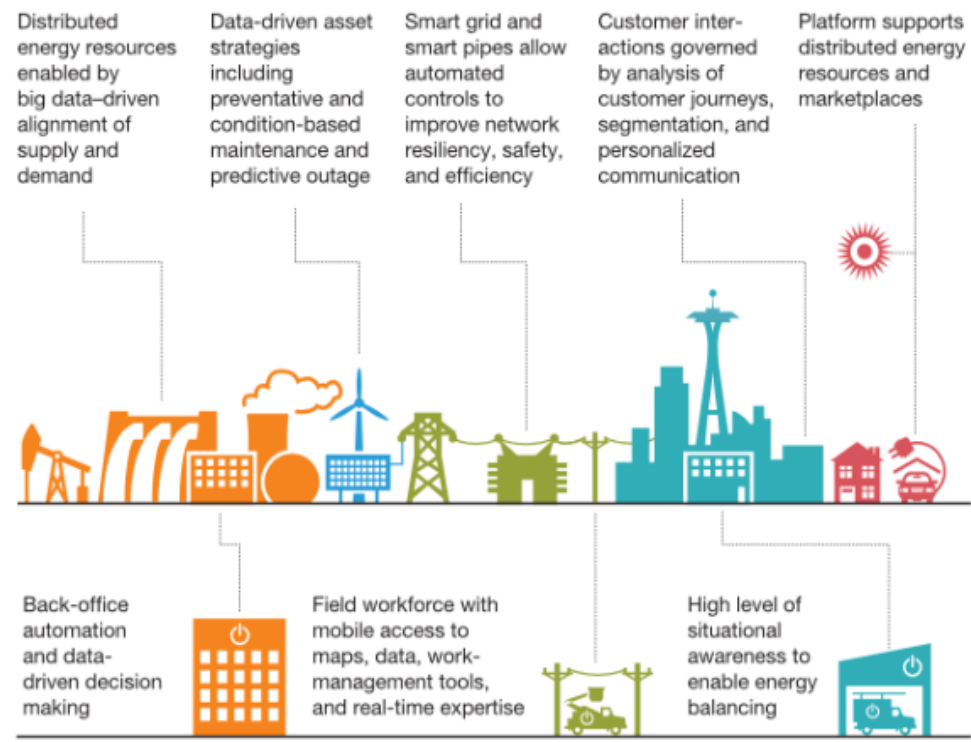 Distributed
energy resources
enabled by
big data–driven
alignment of
supply and
demand
Data-driven asset
strategies
including
preventative and
condition-based
maintenance and
predictive outage
Smart grid and
smart pipes allow
automated
controls to
improve network
resiliency, safety,
and efficiency
Customer inter-
actions governed
by analysis of
customer journeys,
segmentation, and
personalized
communication
Platform supports
distributed energy
resources and
marketplaces
Back-office
automation
and data-
driven decision
making
Field workforce with
mobile access to
maps, data, work-
management tools,
and real-time expertise
High level of
situational
awareness to
enable energy
balancing